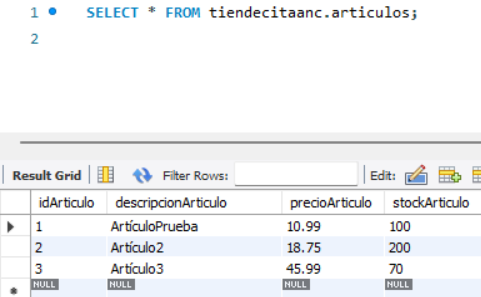 1 SELECT * FROM tiendecitaanc.articulos;
2
Result Grid Filter Rows: Edit:
idArticulo descripcionArticulo precioArticulo stockArticulo
1 ArtículoPrueba 10.99 100
2 Artículo2 18.75 200
3 Artículo3 45.99 70
NULL NULL NULL NULL